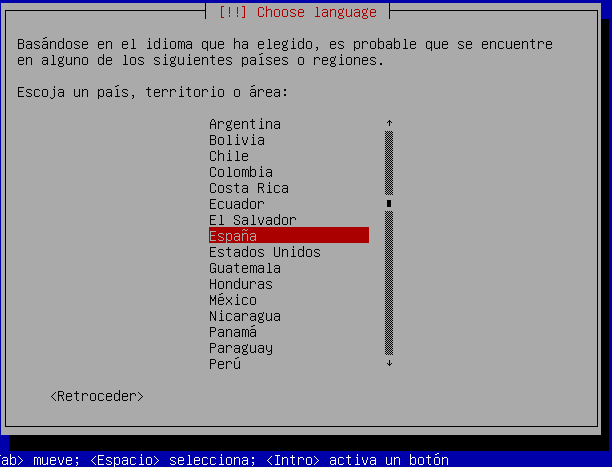 [!!] Choose language
Basándose en el idioma que ha elegido, es probable que se encuentre
en alguno de los siguientes países o regiones.
Escoja un país, territorio o área:
Argentina
Bolivia
Chile
Colombia
Costa Rica
Ecuador
El Salvador
España
Estados Unidos
Guatemala
Honduras
México
Nicaragua
Panamá
Paraguay
Perú
<Retroceder>
ab> mueve; <Espacio> selecciona; <Intro> activa un botón